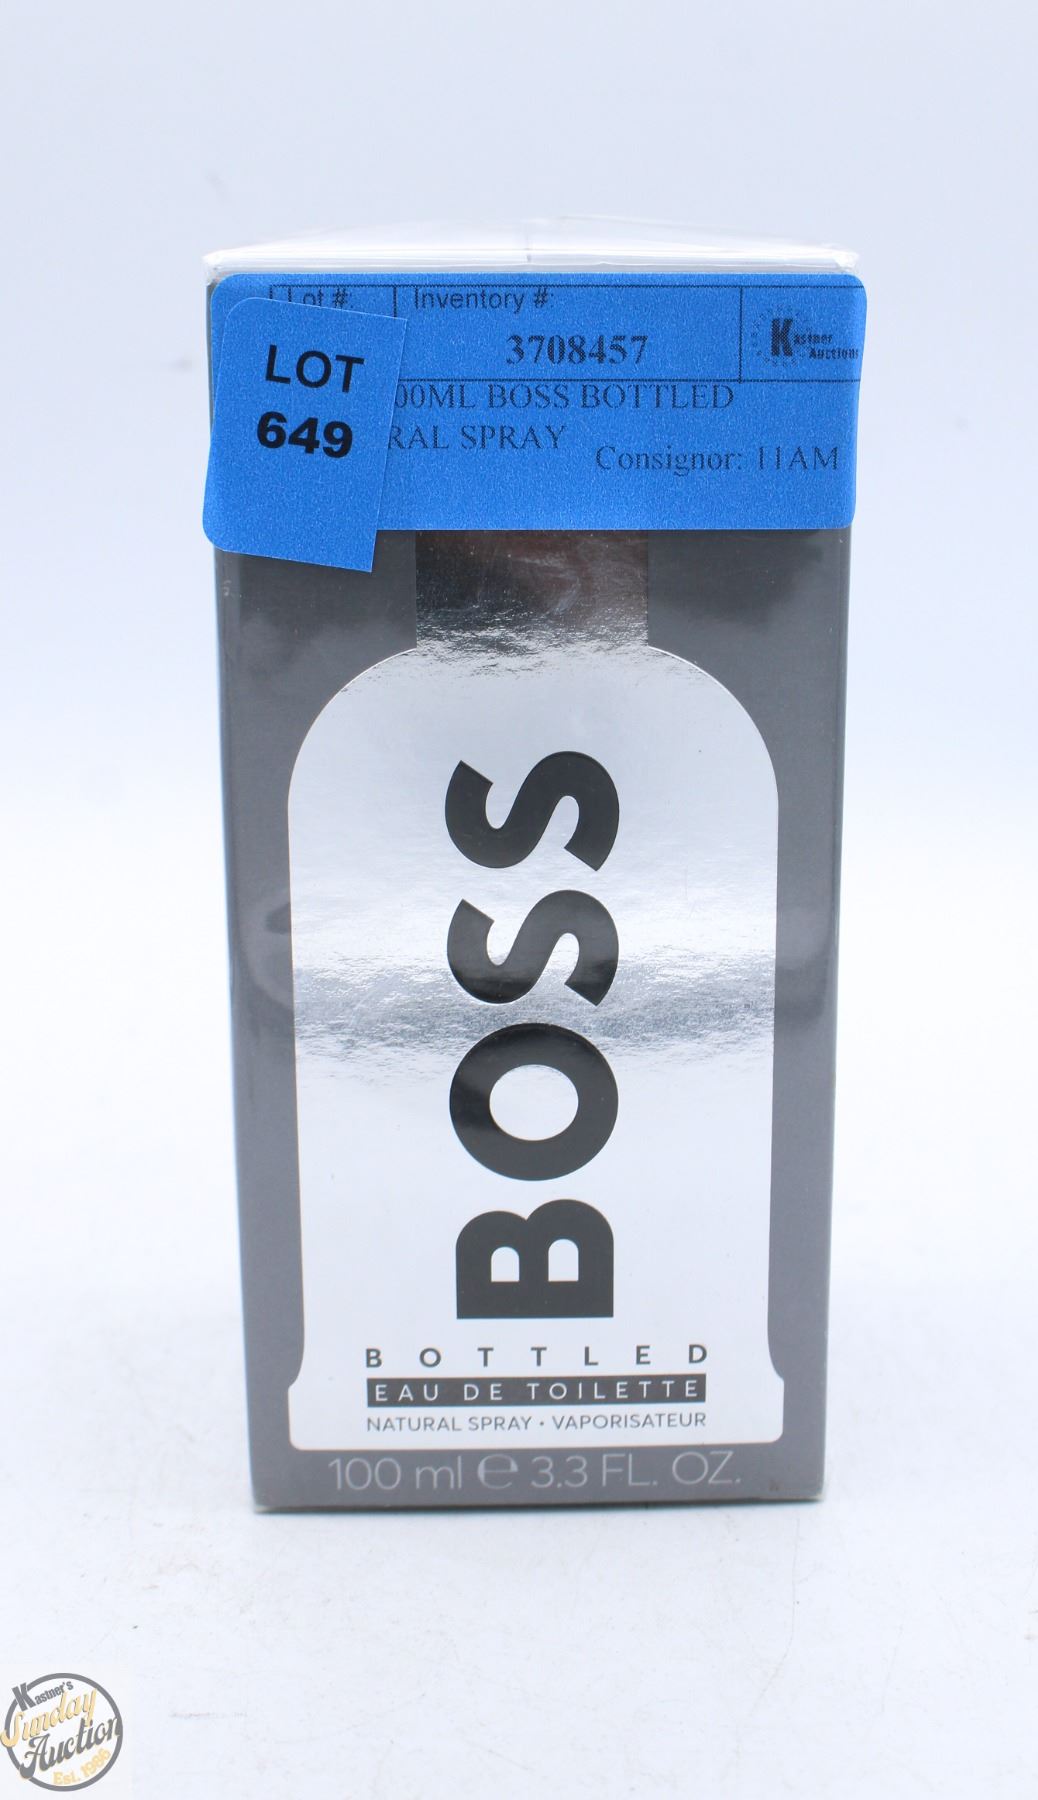 Lot #:
Inventory #:
3708457
Kastner
Auctions
LOT
649
00ML BOSS BOTTLED
RAL SPRAY
Consignor: 11AM
BOSS
BOTTLED
EAU DE TOILETTE
NATURAL SPRAY • VAPORISATEUR
100 ml ℮ 3.3 FL. OZ.
Kastner's
Sunday
Auction
Est. 1986